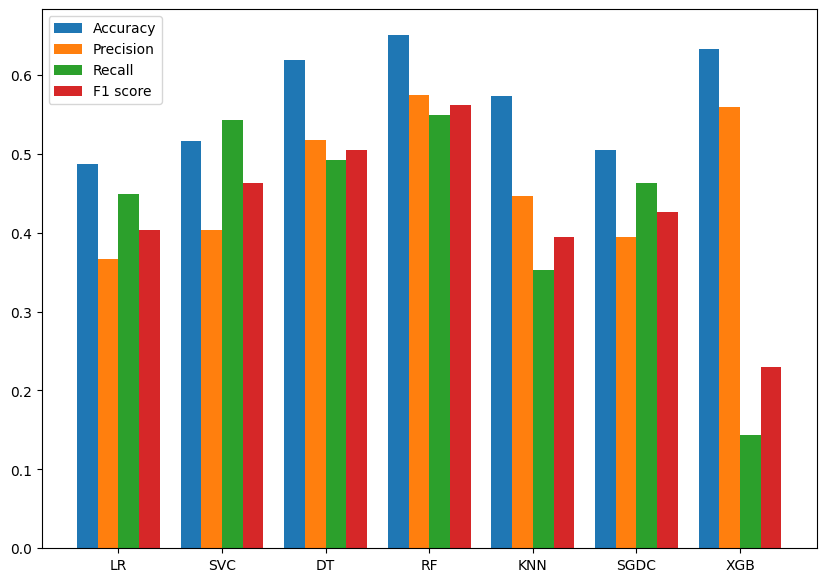 Accuracy
Precision
Recall
F1 score
0.6
0.5
0.4
0.3
0.2
0.1
0.0
LR SVC DT RF KNN SGDC XGB